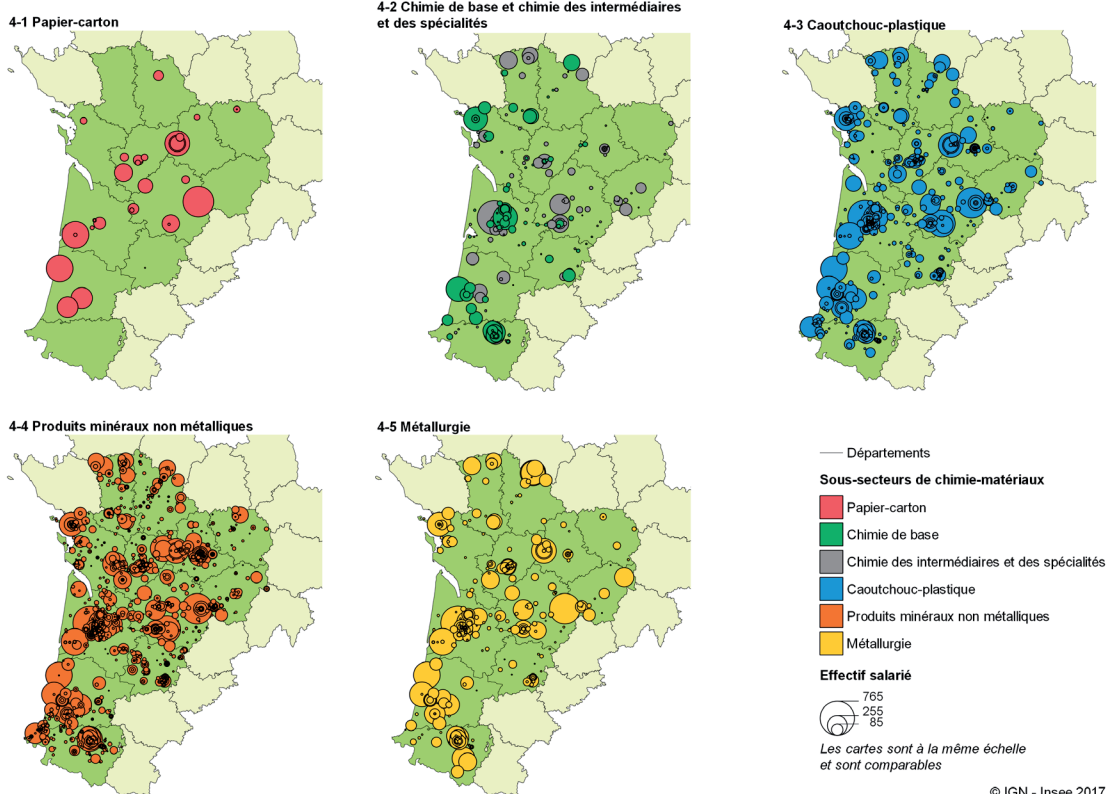 4-1 Papier-carton
4-2 Chimie de base et chimie des intermédiaires
et des spécialités
4-3 Caoutchouc-plastique
4-4 Produits minéraux non métalliques
4-5 Métallurgie
Départements
Sous-secteurs de chimie-matériaux
Papier-carton
Chimie de base
Chimie des intermédiaires et des spécialités
Caoutchouc-plastique
Produits minéraux non métalliques
Métallurgie
Effectif salarié
765
255
85
Les cartes sont à la même échelle
et sont comparables
© IGN - Insee 2017